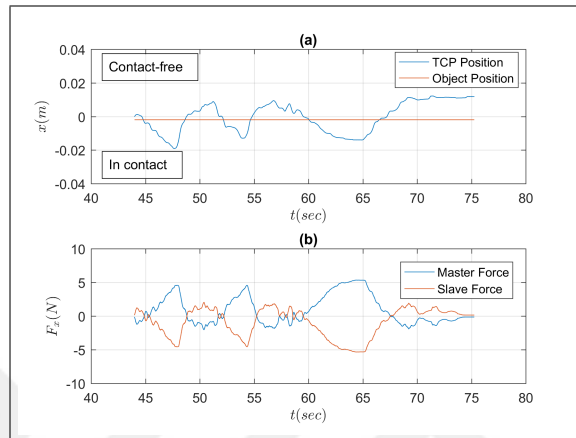 (a)
0.04
Contact-free
TCP Position
Object Position
0.02
x(m)
0
-0.02
In contact
-0.04
40 45 50 55 60 65 70 75 80
t(sec)
(b)
10
Master Force
Slave Force
5
F_x(N)
0
-5
-10
40 45 50 55 60 65 70 75 80
t(sec)